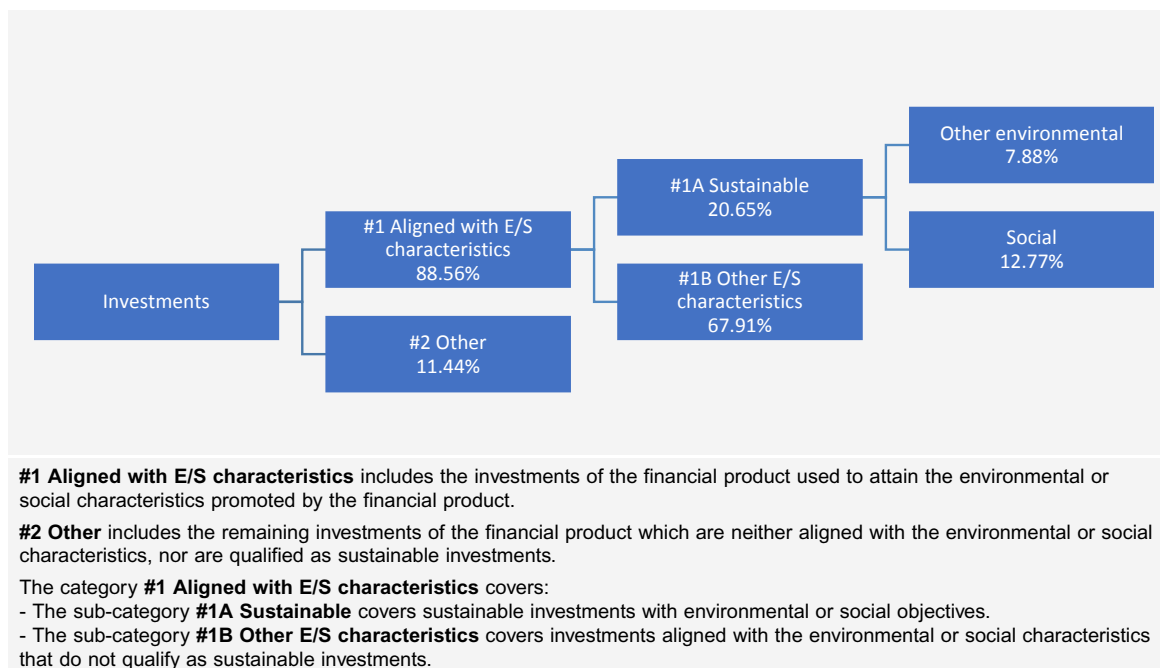 Investments
#1 Aligned with E/S
characteristics
88.56%
#2 Other
11.44%
#1A Sustainable
20.65%
#1B Other E/S
characteristics
67.91%
Other environmental
7.88%
Social
12.77%
#1 Aligned with E/S characteristics includes the investments of the financial product used to attain the environmental or
social characteristics promoted by the financial product.
#2 Other includes the remaining investments of the financial product which are neither aligned with the environmental or social
characteristics, nor are qualified as sustainable investments.
The category #1 Aligned with E/S characteristics covers:
- The sub-category #1A Sustainable covers sustainable investments with environmental or social objectives.
- The sub-category #1B Other E/S characteristics covers investments aligned with the environmental or social characteristics
that do not qualify as sustainable investments.